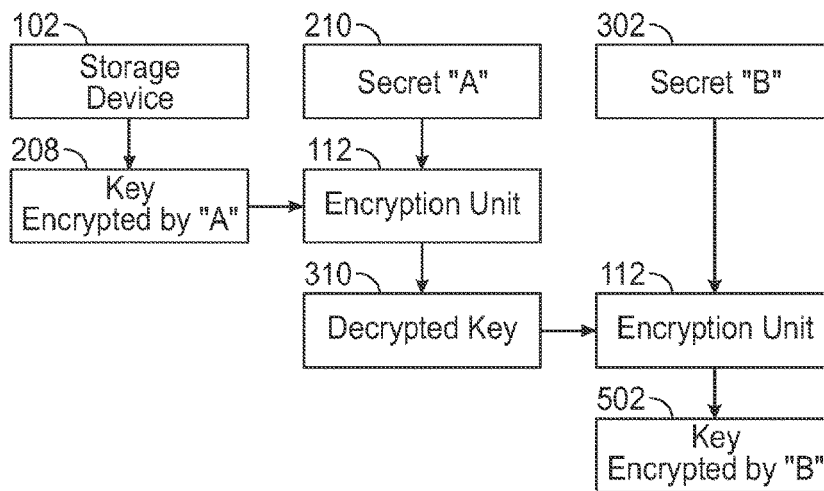 102
210
302
Storage
Device
Secret "A"
Secret "B"
208
112
Key
Encrypted by "A"
Encryption Unit
310
112
Decrypted Key
Encryption Unit
502
Key
Encrypted by "B"